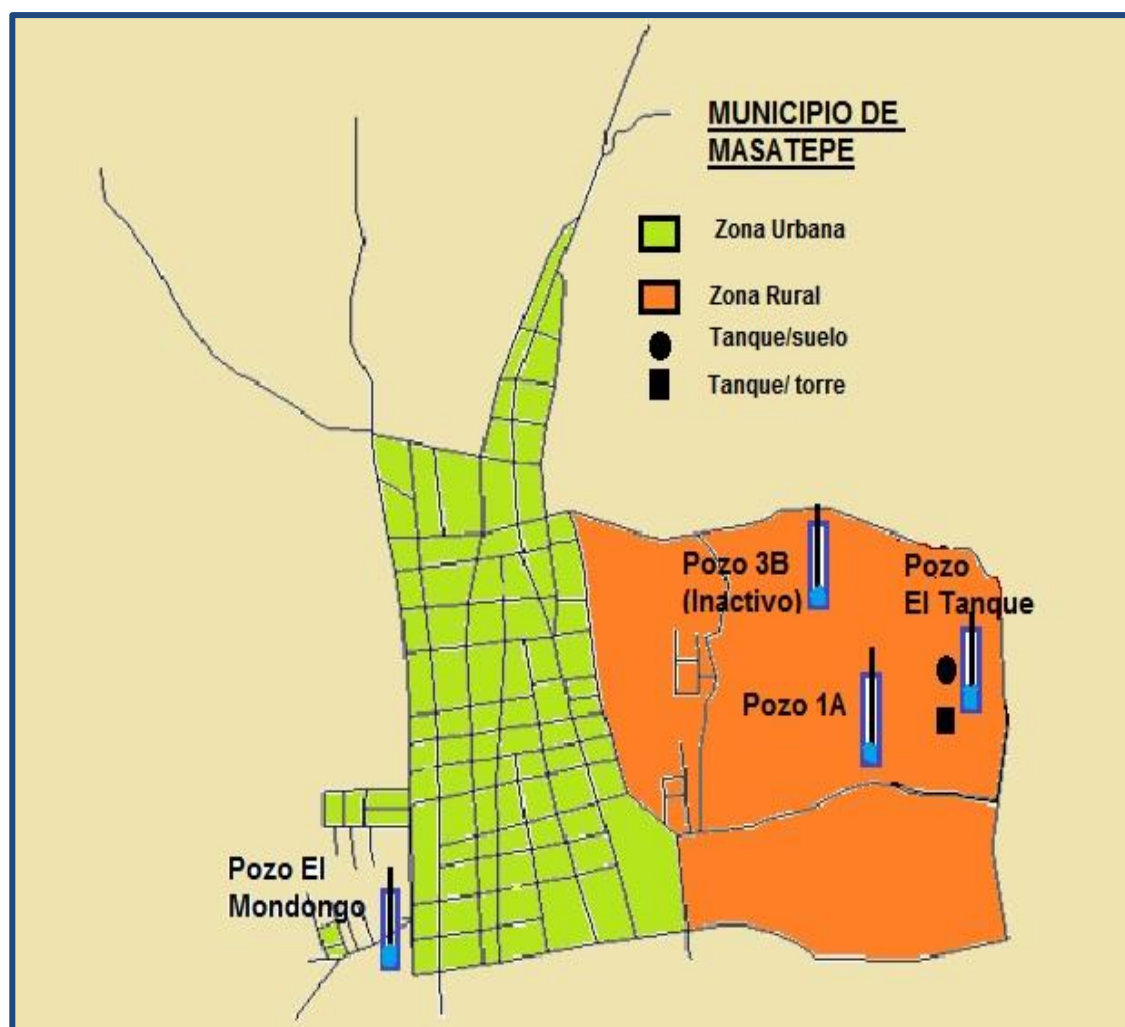 MUNICIPIO DE
MASATEPE
Zona Urbana
Zona Rural
Tanque/suelo
Tanque/ torre
Pozo 3B
(Inactivo)
Pozo
El Tanque
Pozo 1A
Pozo El
Mondongo